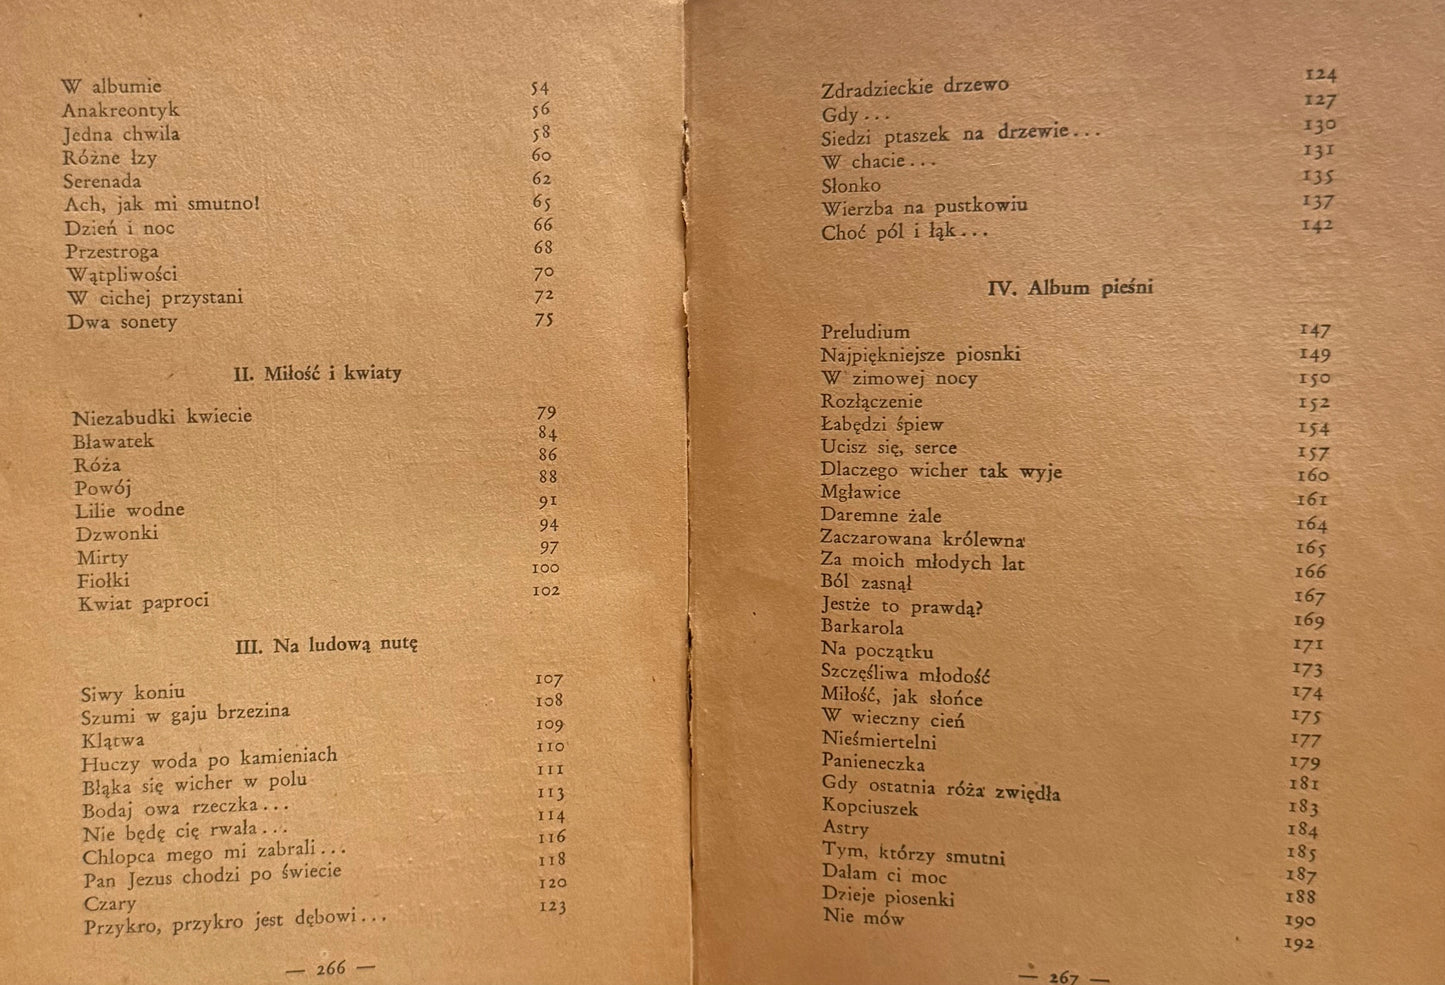 W albumie 54
Anakreontyk 56
Jedna chwila 58
Różne łzy 60
Serenada 62
Ach, jak mi smutno! 65
Dzień i noc 66
Przestroga 68
Wątpliwości 70
W cichej przystani 72
Dwa sonety 75
II. Miłość i kwiaty
Niezabudki kwiecie 79
Bławatek 84
Róża 86
Powój 88
Lilie wodne 91
Dzwonki 94
Mirty 97
Fiołki 100
Kwiat paproci 102
III. Na ludową nutę
Siwy koniu 107
Szumi w gaju brzezina 108
Klątwa 109
Huczy woda po kamieniach 110
Błąka się wicher w polu 111
Bodaj owa rzeczka... 113
Nie będę cię rwała... 114
Chlopca mego mi zabrali... 116
Pan Jezus chodzi po świecie 118
Czary 120
Przykro, przykro jest dębowi... 123
— 266 —
Zdradzieckie drzewo 124
Gdy... 127
Siedzi ptaszek na drzewie... 130
W chacie... 131
Słonko 135
Wierzba na pustkowiu 137
Choć pól i łąk... 142
IV. Album pieśni
Preludium 147
Najpiękniejsze piosnki 149
W zimowej nocy 150
Rozłączenie 152
Łabędzi śpiew 154
Ucisz się, serce 157
Dlaczego wicher tak wyje 160
Mgławice 161
Daremne żale 164
Zaczarowana królewna 165
Za moich młodych lat 166
Ból zasnął 167
Jestże to prawdą? 169
Barkarola 171
Na początku 173
Szczęśliwa młodość 174
Miłość, jak słońce 175
W wieczny cień 177
Nieśmiertelni 179
Panieneczka 181
Gdy ostatnia róża zwiędła 183
Kopciuszek 184
Astry 185
Tym, którzy smutni 187
Dałam ci moc 188
Dzieje piosenki 190
Nie mów 192
— 267 —